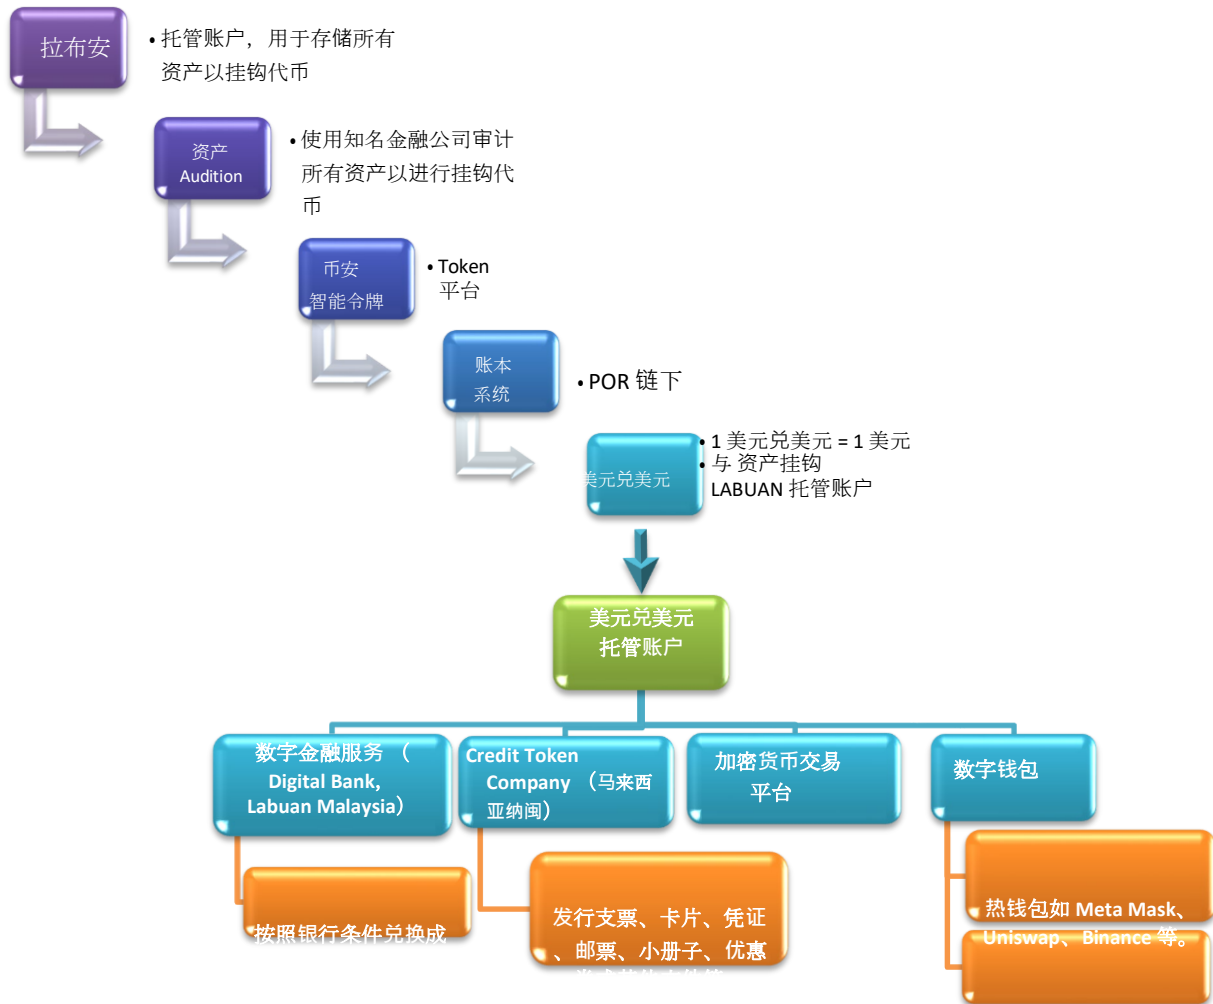 拉布安
• 托管账户，用于存储所有
资产以挂钩代币
资产
Audition
• 使用知名金融公司审计
所有资产以进行挂钩代
币
币安
智能令牌
• Token
平台
账本
系统
• POR 链下
美元兑美元
• 1 美元兑美元 = 1 美元
• 与 资产挂钩
LABUAN 托管账户
美元兑美元
托管账户
数字金融服务 （
Digital Bank,
Labuan Malaysia）
Credit Token
Company （马来西
亚纳闽）
加密货币交易
平台
数字钱包
按照银行条件兑换成
发行支票、卡片、凭证
、邮票、小册子、优惠
热钱包如 Meta Mask、
Uniswap、Binance 等。